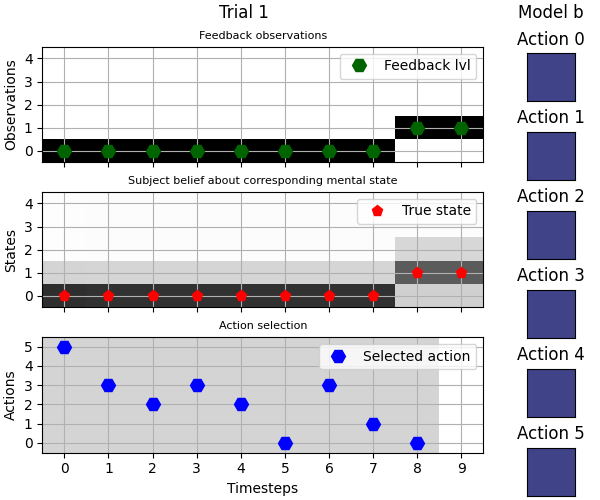 Trial 1
Feedback observations
Observations
4
3
2
1
0
Feedback lvl
Subject belief about corresponding mental state
States
4
3
2
1
0
True state
Action selection
Actions
5
4
3
2
1
0
Selected action
0 1 2 3 4 5 6 7 8 9
Timesteps
Model b
Action 0
Action 1
Action 2
Action 3
Action 4
Action 5